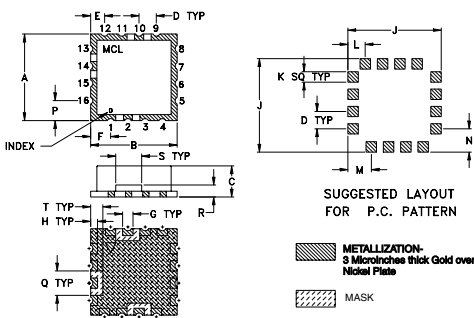 E
D TYP
12 11 10 9
13
14
15
16
MCL
8
7
6
5
A
P
1 2 3 4
F
B
INDEX
S TYP
C
R
T TYP
H TYP
G TYP
Q TYP
J
L
K SQ TYP
J
D TYP
N
M
SUGGESTED LAYOUT
FOR P.C. PATTERN
METALLIZATION-
3 Microinches thick Gold over
Nickel Plate
MASK